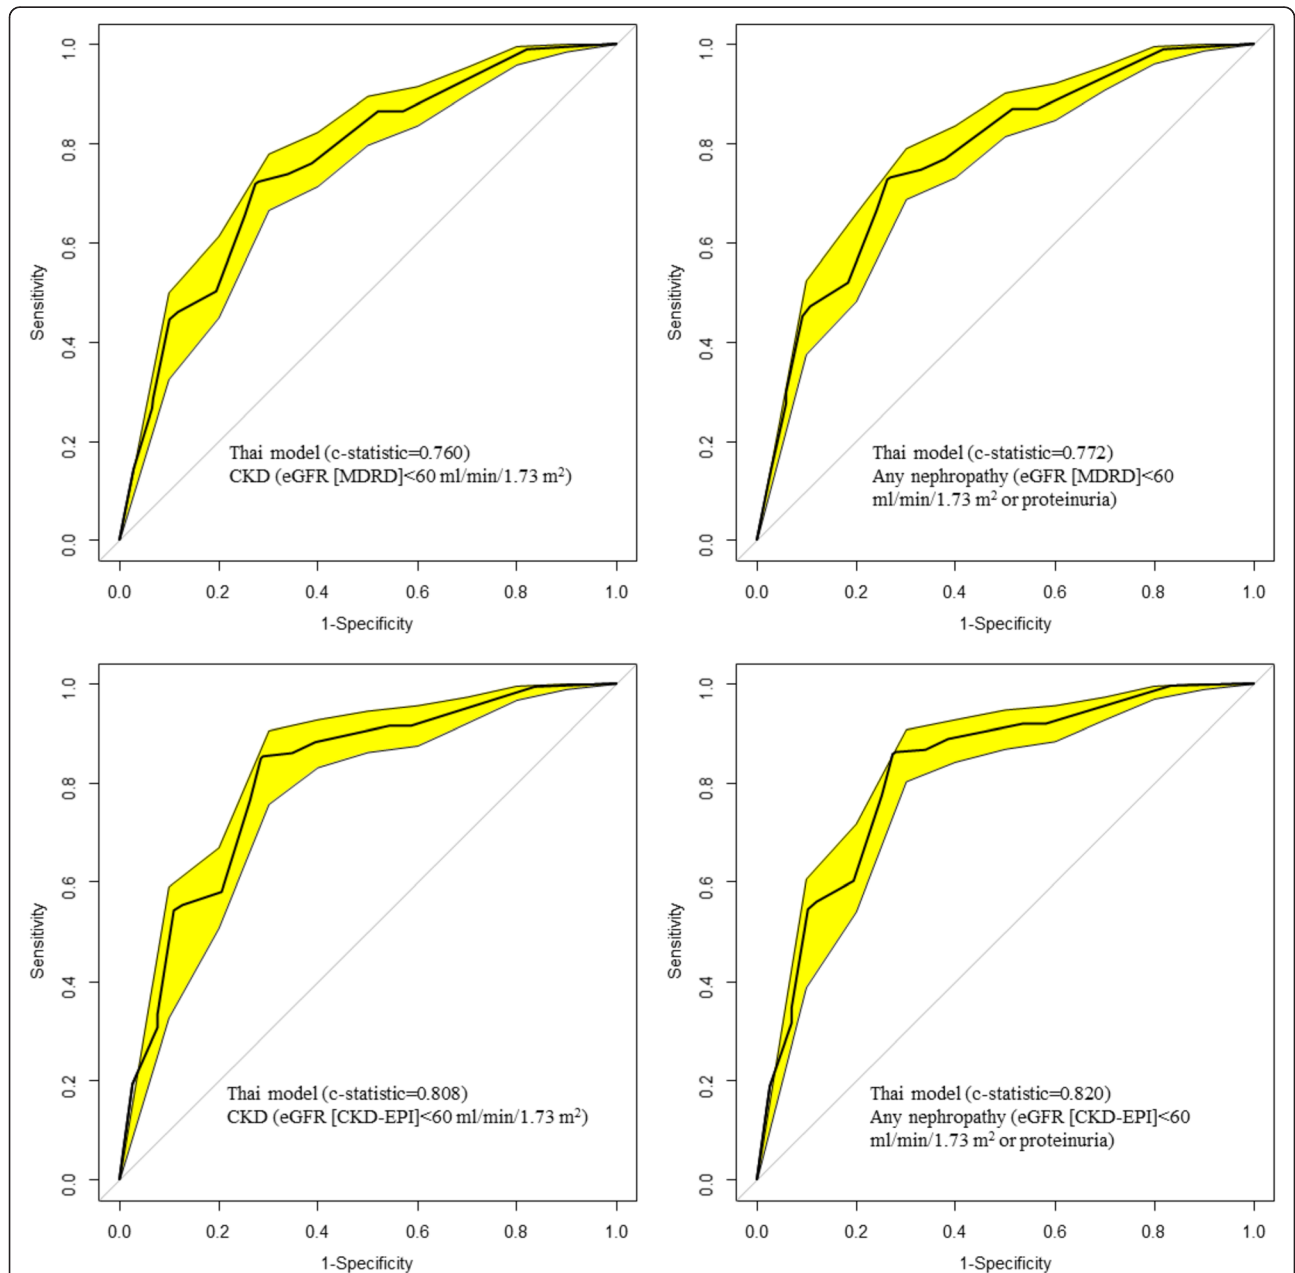 1.0
0.8
0.6
0.4
0.2
0.0
Sensitivity
Thai model (c-statistic=0.760)
CKD (eGFR [MDRD]<60 ml/min/1.73 m²)
0.0 0.2 0.4 0.6 0.8 1.0
1-Specificity
1.0
0.8
0.6
0.4
0.2
0.0
Sensitivity
Thai model (c-statistic=0.772)
Any nephropathy (eGFR [MDRD]<60
ml/min/1.73 m² or proteinuria)
0.0 0.2 0.4 0.6 0.8 1.0
1-Specificity
1.0
0.8
0.6
0.4
0.2
0.0
Sensitivity
Thai model (c-statistic=0.808)
CKD (eGFR [CKD-EPI]<60 ml/min/1.73 m²)
0.0 0.2 0.4 0.6 0.8 1.0
1-Specificity
1.0
0.8
0.6
0.4
0.2
0.0
Sensitivity
Thai model (c-statistic=0.820)
Any nephropathy (eGFR [CKD-EPI]<60
ml/min/1.73 m² or proteinuria)
0.0 0.2 0.4 0.6 0.8 1.0
1-Specificity